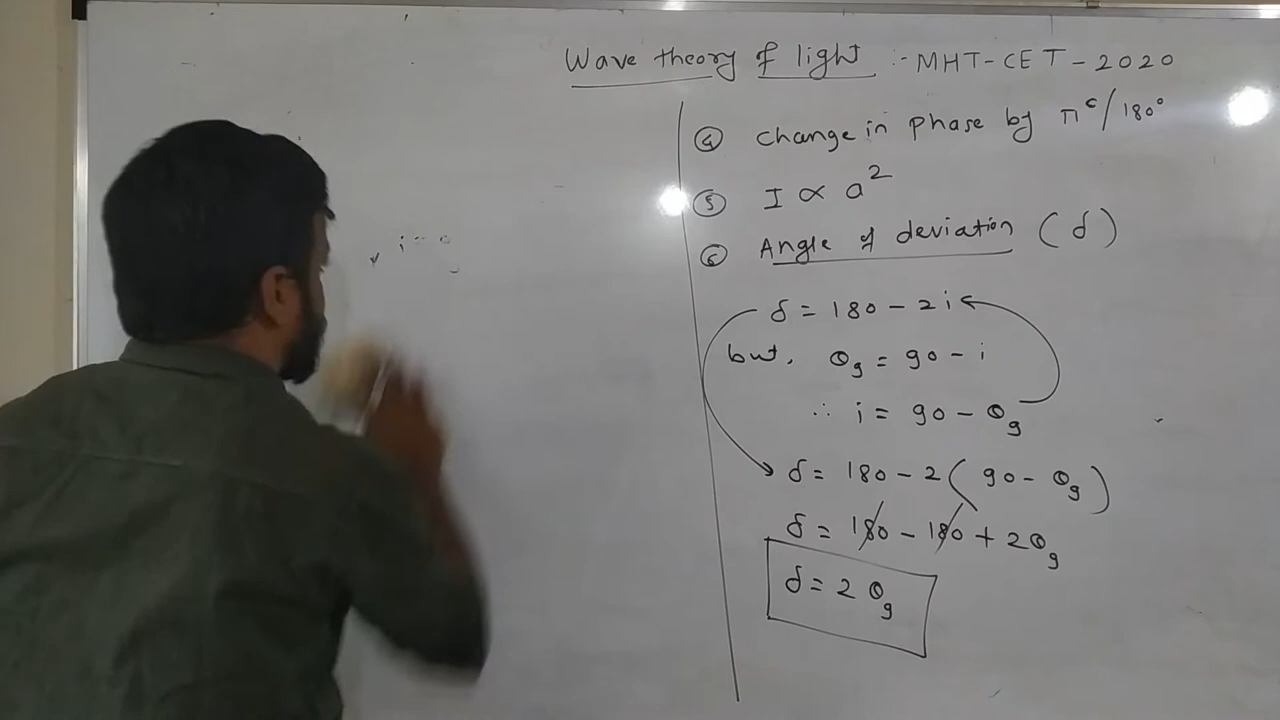 Wave theory of light :- MHT-CET-2020
④ change in phase by π^c/180°
⑤ I ∝ a²
⑥ Angle of deviation (δ)
δ = 180 - 2i
but, θg = 90 - i
∴ i = 90 - θg
δ = 180 - 2(90 - θg)
δ = 180 - 180 + 2θg
δ = 2θg